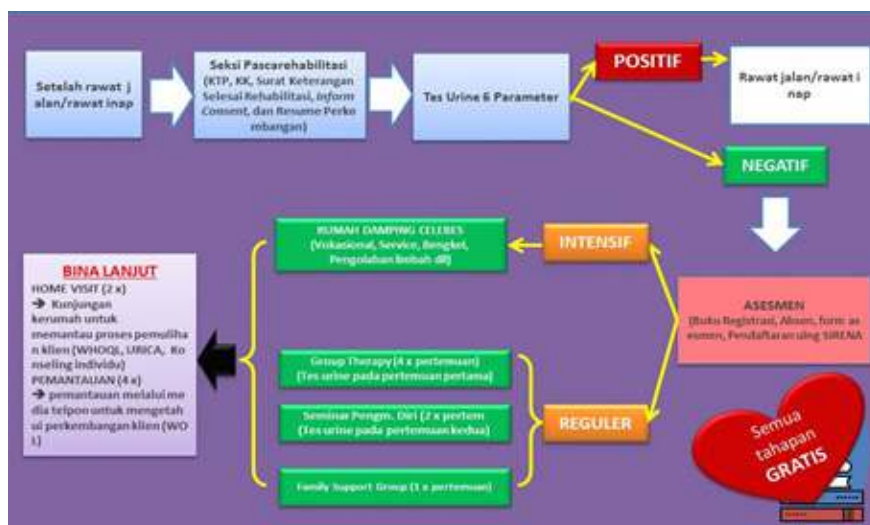 Setelah rawat j
alan/rawat inap
Seksi Pascarehabilitasi
(KTP, KK, Surat Keterangan
Selesai Rehabilitasi, Inform
Consent, dan Resume Perko
mbangan)
Tes Urine 6 Parameter
POSITIF
Rawat jalan/rawat i
nap
NEGATIF
ASESMEN
(Buku Registrasi, Absen, form as
esmen, Pendaftaran ulng SIRENA
INTENSIF
RUMAH DAMPING CELEBES
(Vokasional, Service, Bengkel,
Pengolahan limbah dll)
REGULER
Group Therapy (4 x pertemuan)
(Tes urine pada pertemuan pertama)
Seminar Pengm. Diri (2 x pertem
(Tes urine pada pertemuan kedua)
Family Support Group (1 x pertemuan)
BINA LANJUT
HOME VISIT (2 x)
➔ Kunjungan
kerumah untuk
memantau proses pemuliha
n klien (WHOQL, URICA, Ko
nseling individu)
PEMANTAUAN (4 x)
➔ pemantauan melalui me
dia telpon untuk mengetah
ui perkembangan klien (WO
L)
Semua
tahapan
GRATIS